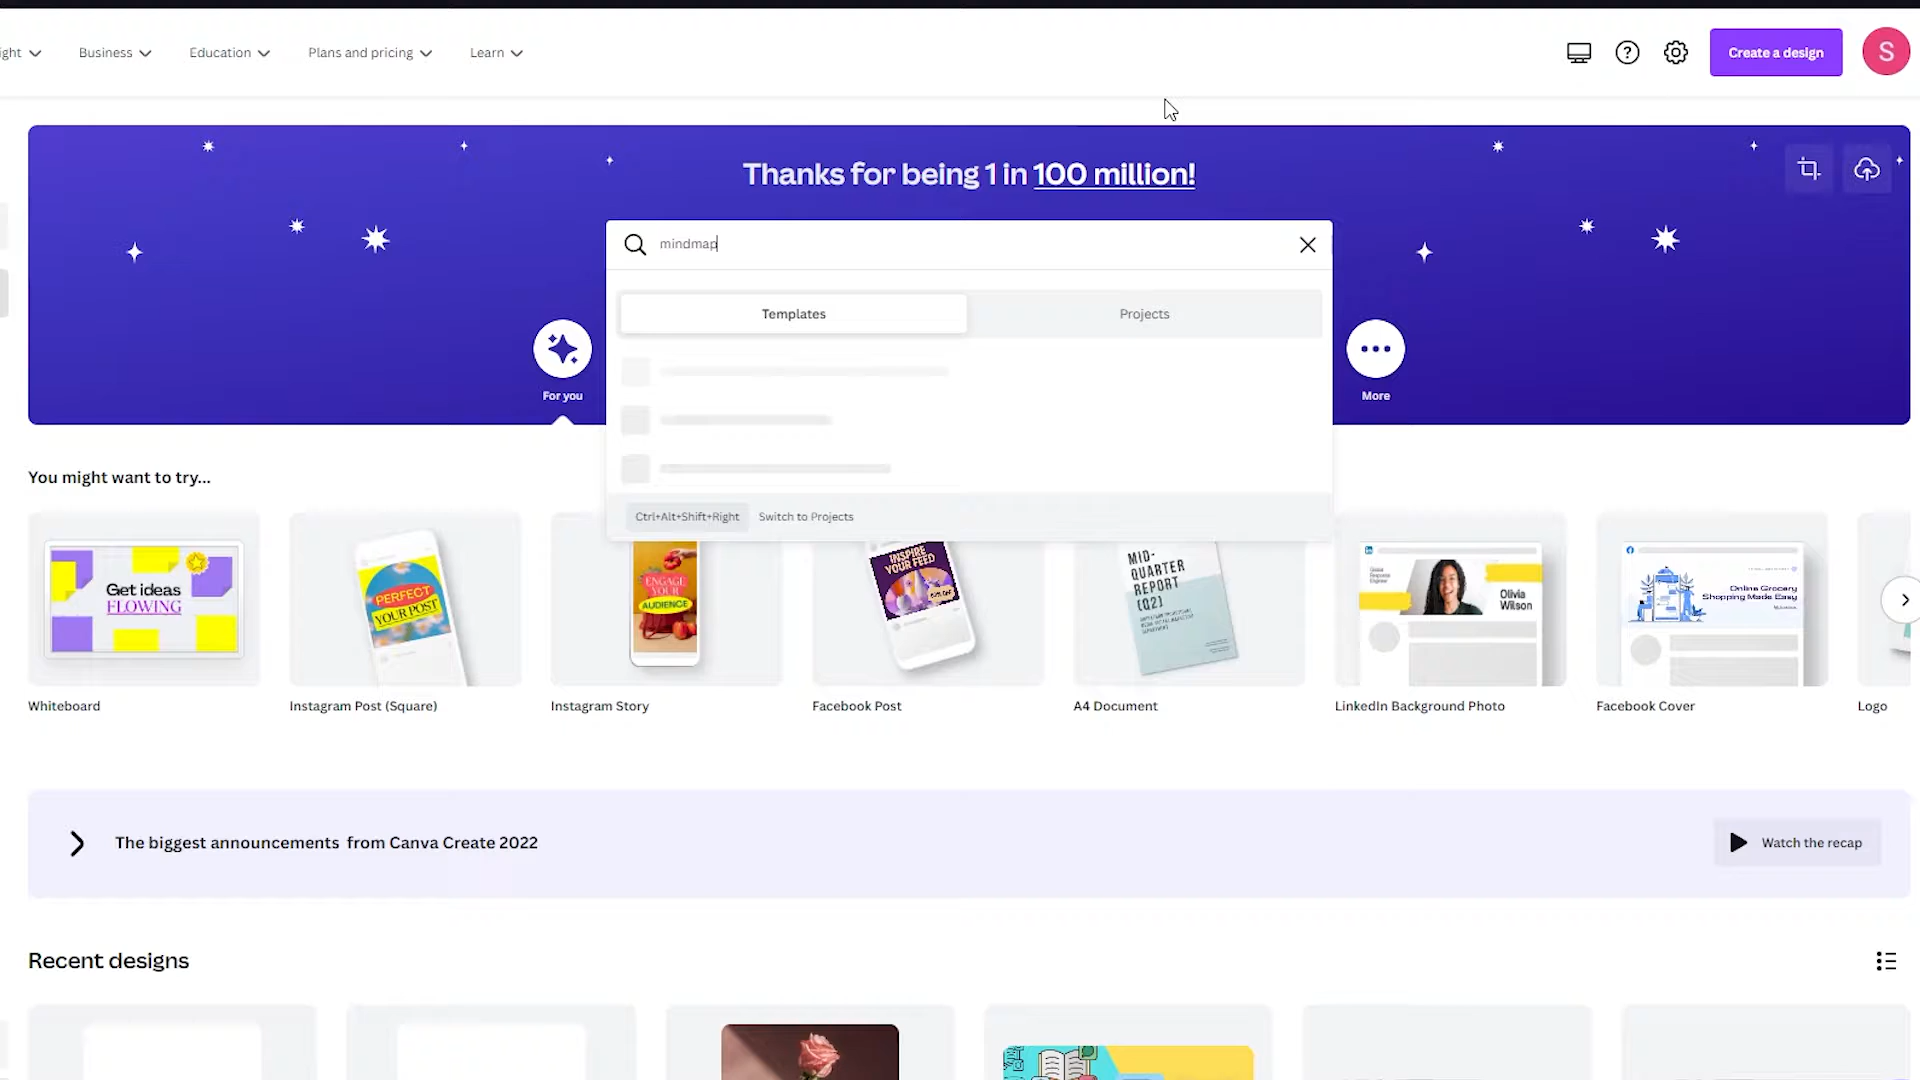 ight
Business
Education
Plans and pricing
Learn
Create a design
S
Thanks for being 1 in 100 million!
mindmap
Templates
Projects
For you
More
Ctrl+Alt+Shift+Right
Switch to Projects
You might want to try...
Get ideas
FLOWING
PERFECT
YOUR POST
ENGAGE
YOUR
AUDIENCE
INSPIRE
YOUR FEED
MID-
QUARTER
REPORT
(Q2)
Olivia
Wilson
Online Grocery
Shopping Made Easy
Whiteboard
Instagram Post (Square)
Instagram Story
Facebook Post
A4 Document
LinkedIn Background Photo
Facebook Cover
Logo
The biggest announcements from Canva Create 2022
Watch the recap
Recent designs